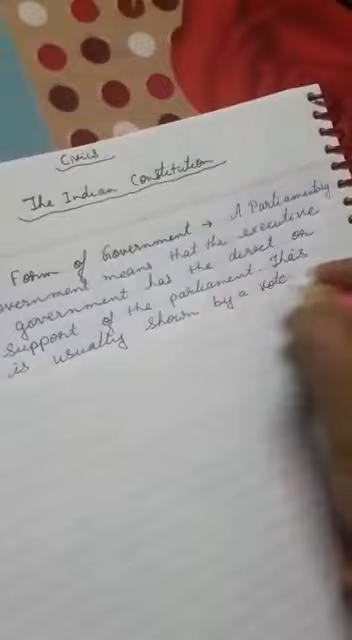 Civics
The Indian Constitution
Form of Government → A Parliamentary
overnment means that the executive
government has the direct or
support of the parliament. This
is usually shown by a vote